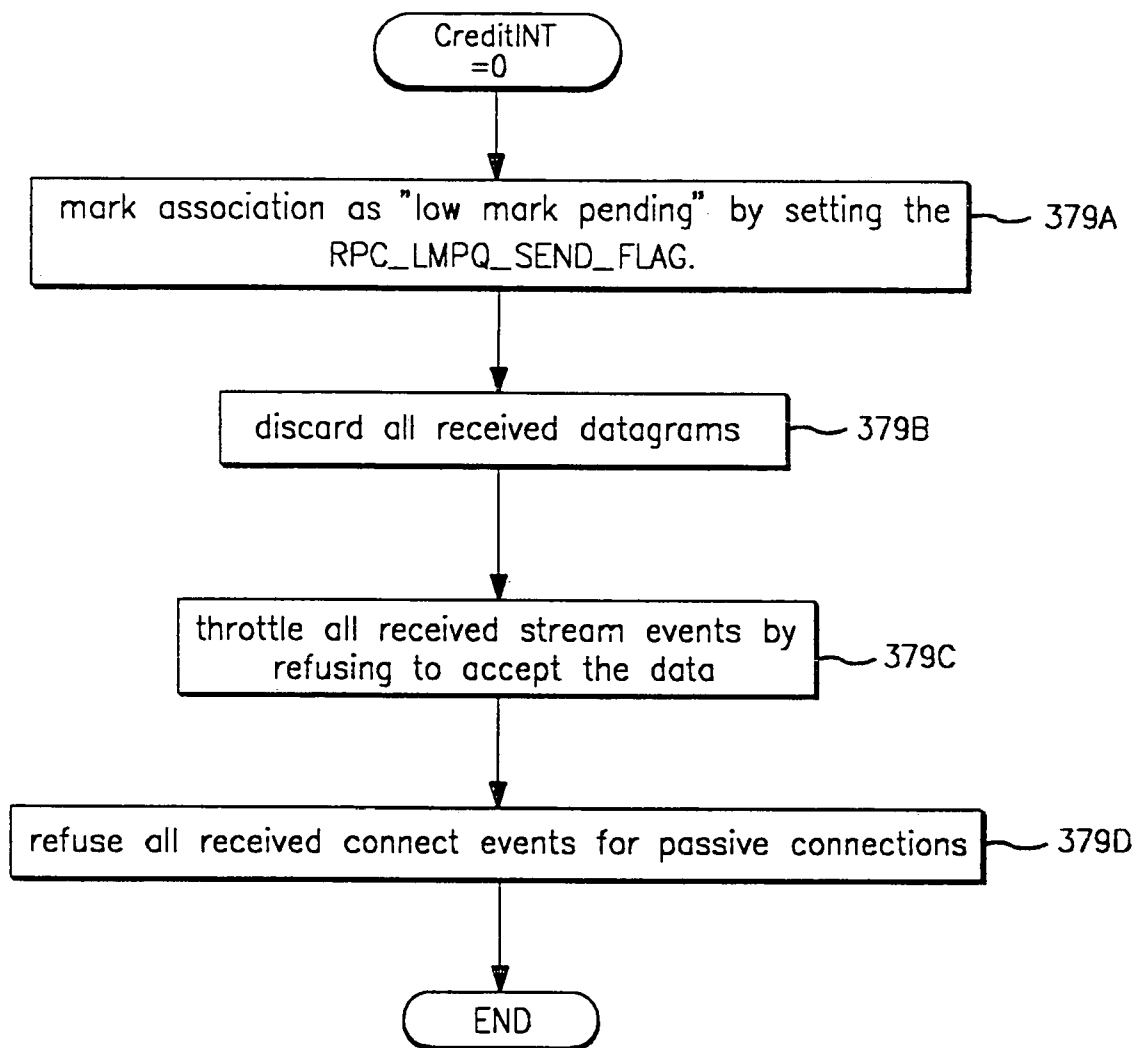 CreditINT
=0
mark association as "low mark pending" by setting the
RPC_LMPQ_SEND_FLAG.
379A
discard all received datagrams
379B
throttle all received stream events by
refusing to accept the data
379C
refuse all received connect events for passive connections
379D
END